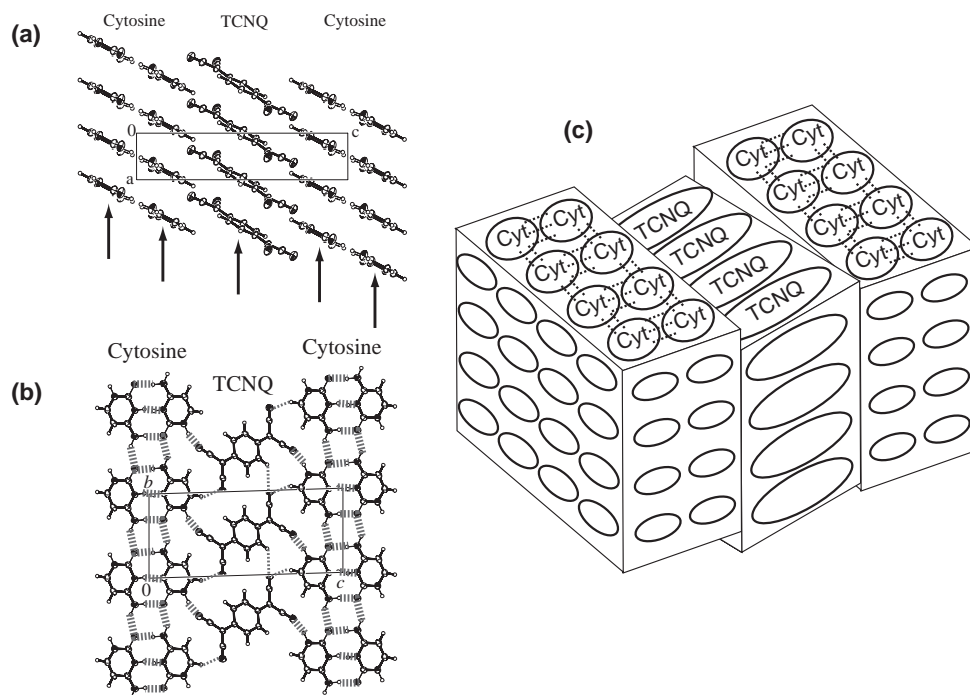 (a)
Cytosine TCNQ Cytosine
0 c
a
(b)
Cytosine TCNQ Cytosine
b
0 c
(c)
Cyt Cyt
Cyt Cyt
Cyt Cyt
Cyt Cyt
TCNQ
TCNQ
TCNQ
TCNQ
Cyt Cyt
Cyt Cyt
Cyt Cyt
Cyt Cyt